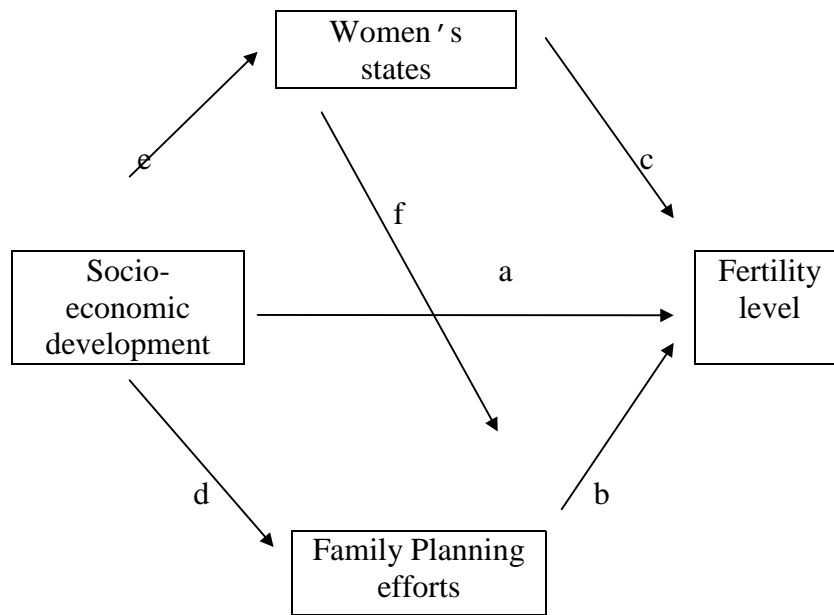 Women's
states
e
c
f
Socio-
economic
development
a
Fertility
level
d
b
Family Planning
efforts